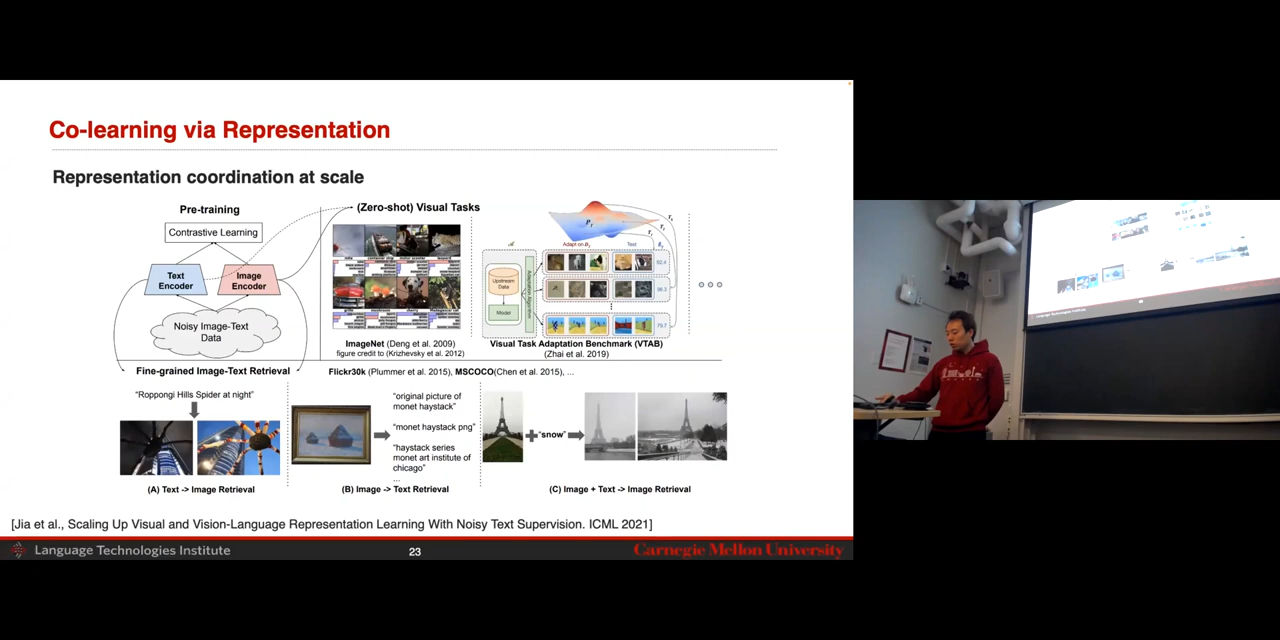 Co-learning via Representation
Representation coordination at scale
Pre-training
Contrastive Learning
Text
Encoder
Image
Encoder
Noisy Image-Text
Data
(Zero-shot) Visual Tasks
ImageNet (Deng et al. 2009)
figure credit to (Krizhevsky et al. 2012)
Adapt on
Test
Upstream
Data
Model
Visual Task Adaptation Benchmark (VTAB)
(Zhai et al. 2019)
Fine-grained Image-Text Retrieval
Flickr30k (Plummer et al. 2015), MSCOCO(Chen et al. 2015), ...
"Roppongi Hills Spider at night"
(A) Text -> Image Retrieval
"original picture of
monet haystack"
"monet haystack png"
"haystack series
monet art institute of
chicago"
...
(B) Image -> Text Retrieval
"snow"
(C) Image + Text -> Image Retrieval
[Jia et al., Scaling Up Visual and Vision-Language Representation Learning With Noisy Text Supervision. ICML 2021]
Language Technologies Institute
23
Carnegie Mellon University